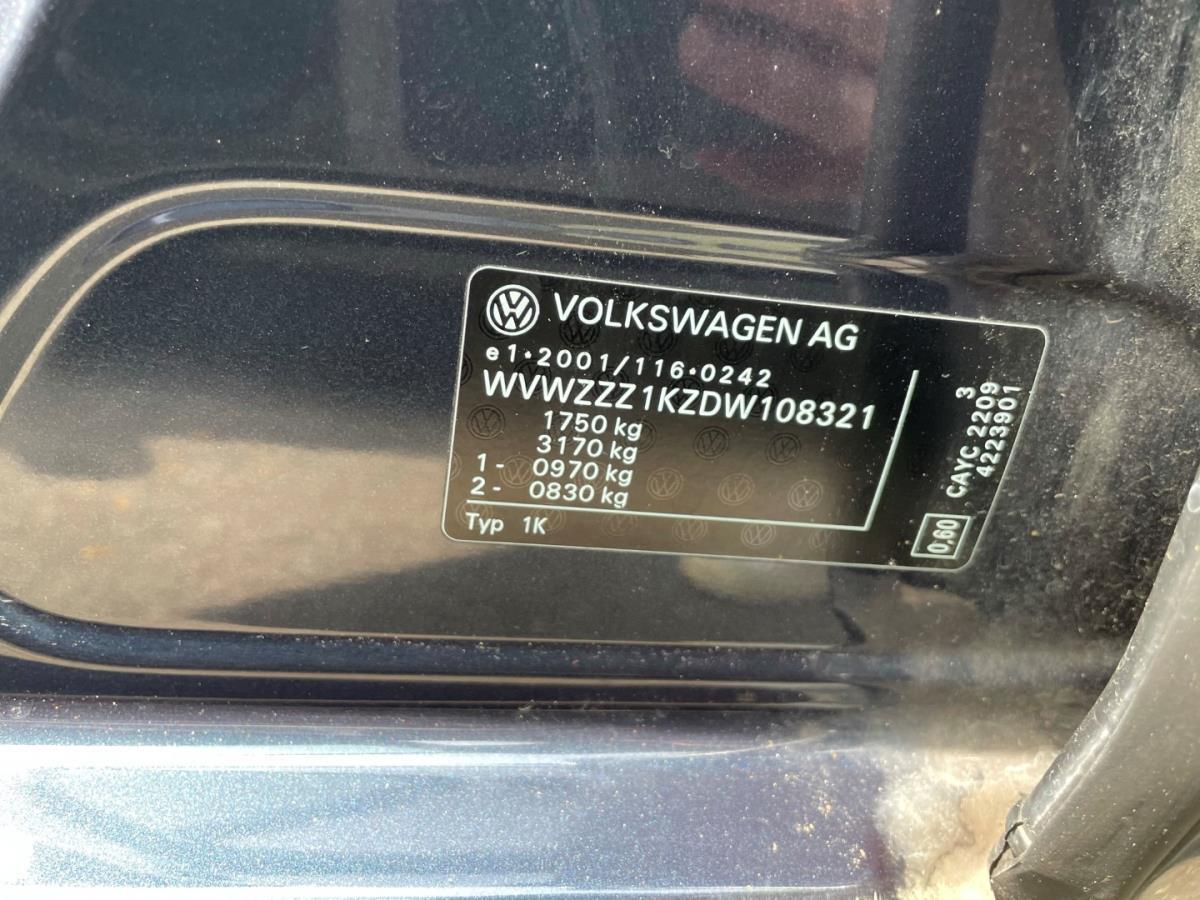 VOLKSWAGEN AG
e1*2001/116*0242
WVWZZZ1KZDW108321
1750 kg
3170 kg
1- 0970 kg
2- 0830 kg
Typ 1K
3
CAYC 2209
4223901
0,60